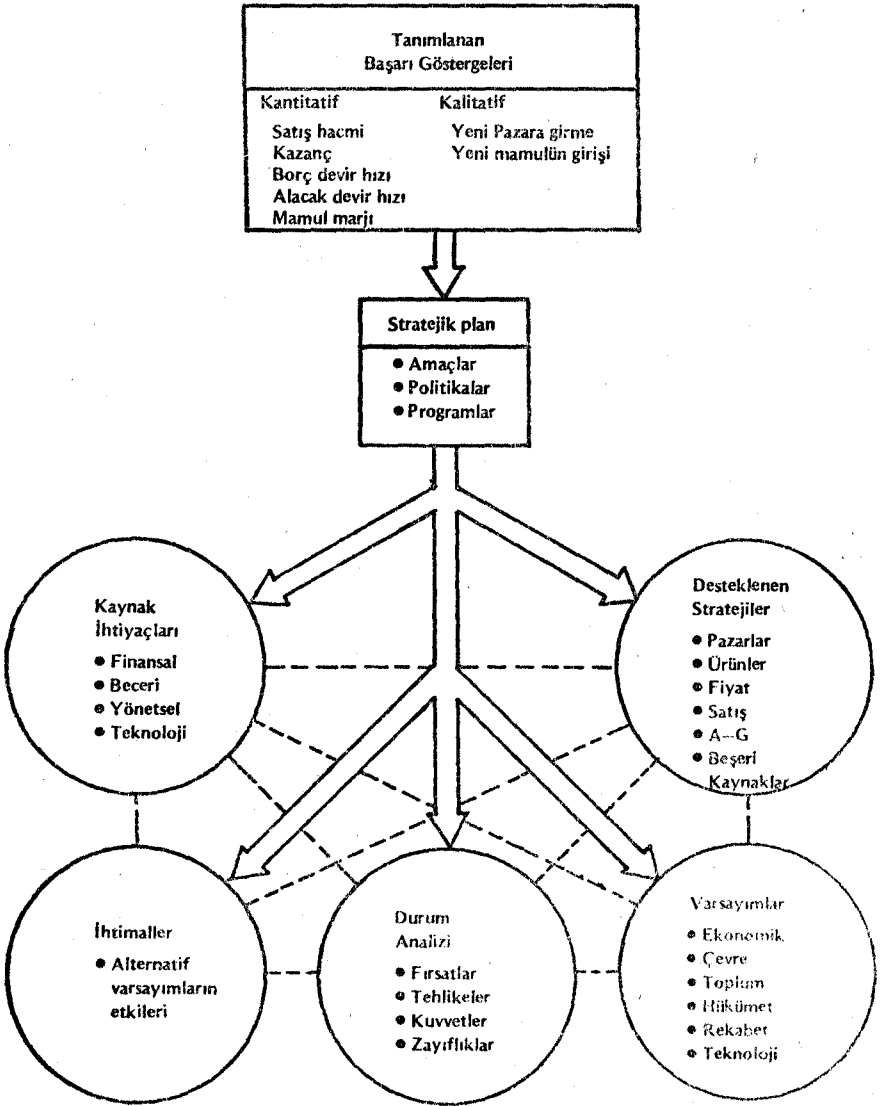 Tanımlanan
Başarı Göstergeleri
Kantitatif
Satış hacmi
Kazanç
Borç devir hızı
Alacak devir hızı
Mamul marjı
Kalitatif
Yeni Pazara girme
Yeni mamulün girişi
Stratejik plan
● Amaçlar
● Politikalar
● Programlar
Kaynak
İhtiyaçları
● Finansal
● Beceri
● Yönetsel
● Teknoloji
Desteklenen
Stratejiler
● Pazarlar
● Ürünler
● Fiyat
● Satış
● A--G
● Beşeri
Kaynaklar
İhtimaller
● Alternatif
varsayımların
etkileri
Durum
Analizi
● Fırsatlar
● Tehlikeler
● Kuvvetler
● Zayıflıklar
Varsayımlar
● Ekonomik
● Çevre
● Toplum
● Hükümet
● Rekabet
● Teknoloji